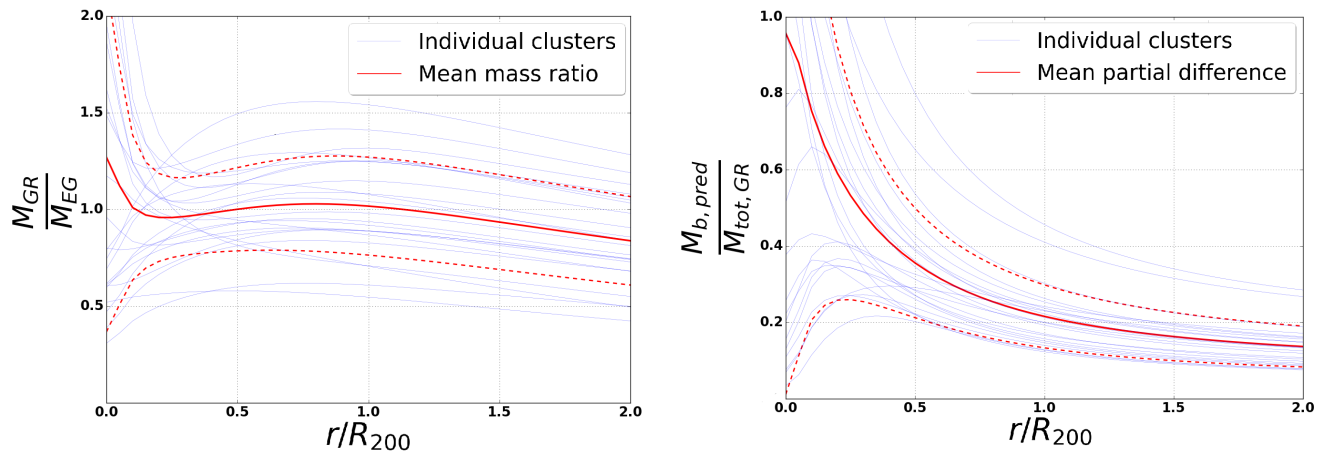 2.0
1.5
1.0
0.5
M_GR
M_EG
Individual clusters
Mean mass ratio
0.0 0.5 1.0 1.5 2.0
r/R_200
1.0
0.8
0.6
0.4
0.2
M_b, pred
M_tot, GR
Individual clusters
Mean partial difference
0.0 0.5 1.0 1.5 2.0
r/R_200